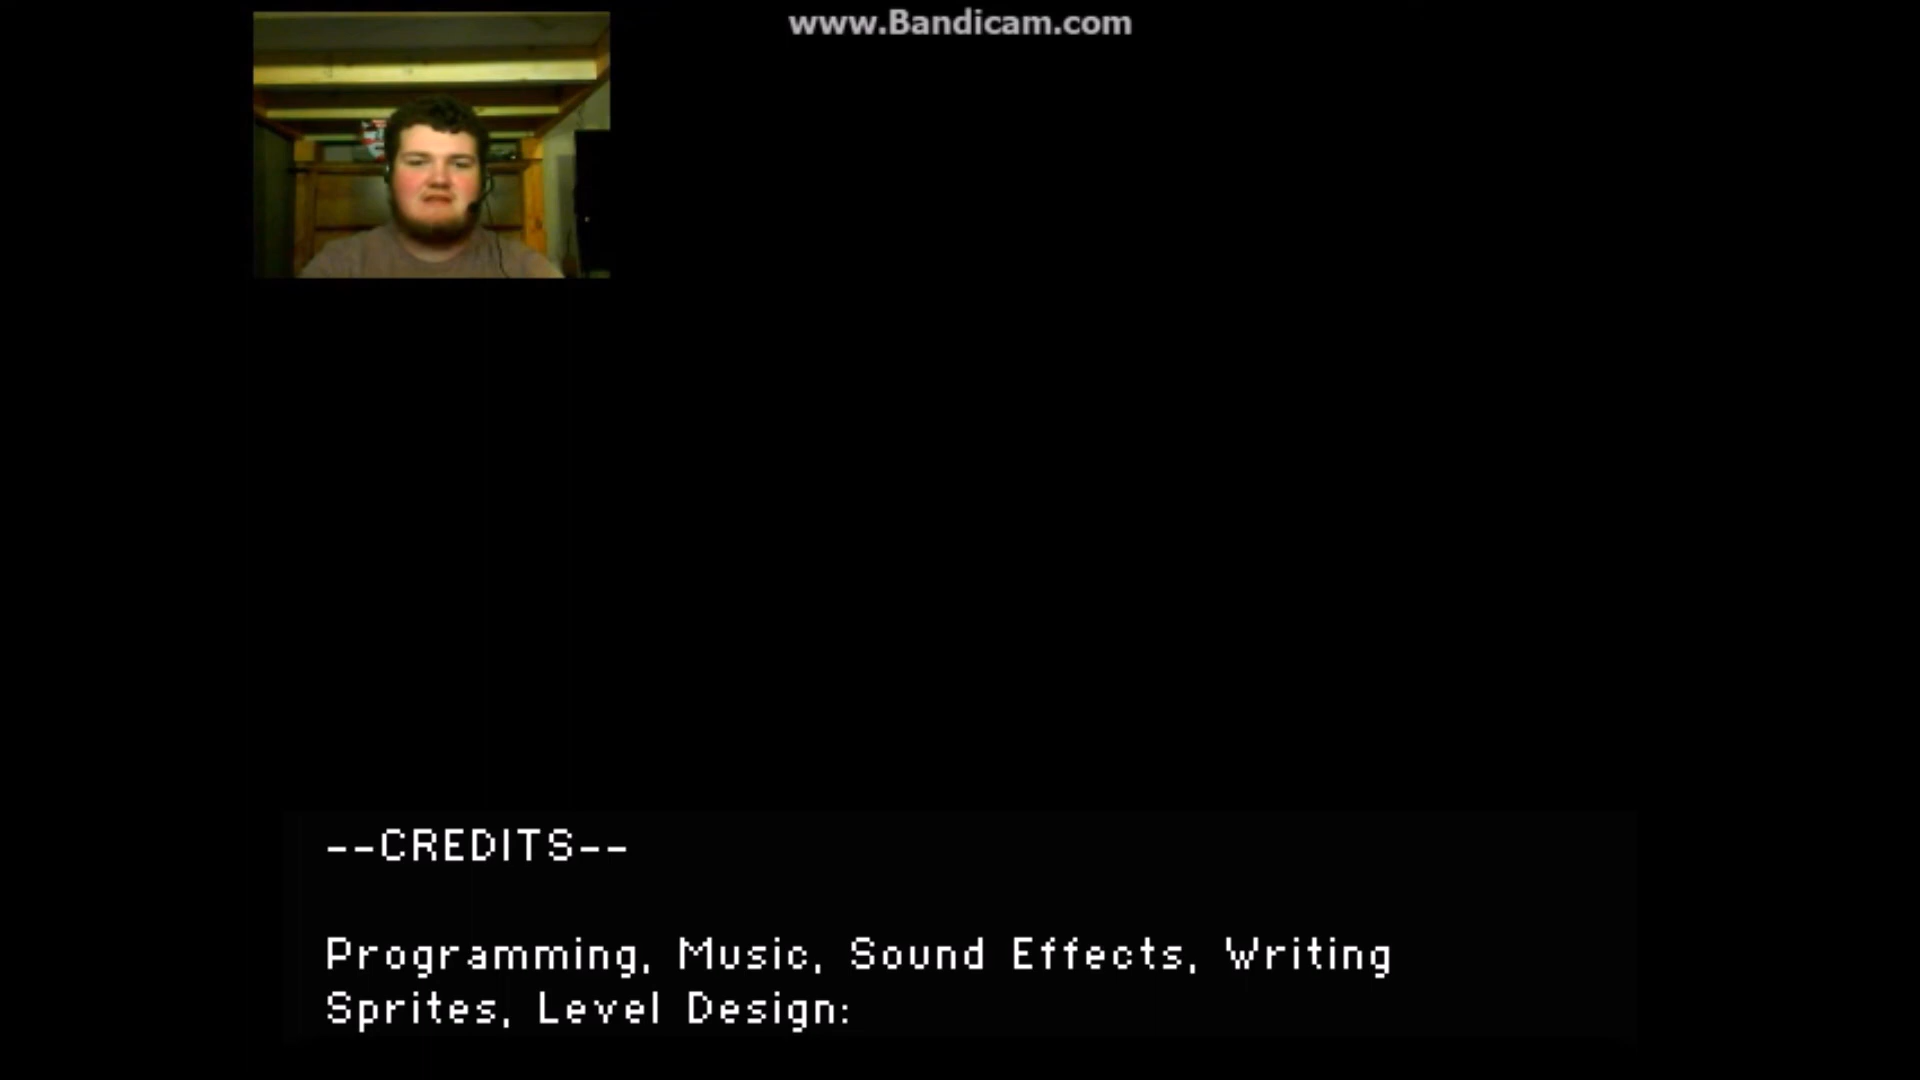 www.Bandicam.com
--CREDITS--
Programming, Music, Sound Effects, Writing
Sprites, Level Design: